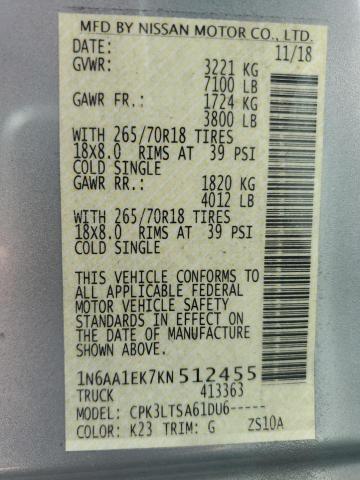 MFD BY NISSAN MOTOR CO., LTD.
DATE: 11/18
GVWR: 3221 KG
7100 LB
GAWR FR.: 1724 KG
3800 LB
WITH 265/70R18 TIRES
18X8.0 RIMS AT 39 PSI
COLD SINGLE
GAWR RR.: 1820 KG
4012 LB
WITH 265/70R18 TIRES
18X8.0 RIMS AT 39 PSI
COLD SINGLE
THIS VEHICLE CONFORMS TO
ALL APPLICABLE FEDERAL
MOTOR VEHICLE SAFETY
STANDARDS IN EFFECT ON
THE DATE OF MANUFACTURE
SHOWN ABOVE.
1N6AA1EK7KN512455
TRUCK 413363
MODEL: CPK3LTSA61DU6-----
COLOR: K23 TRIM: G ZS10A